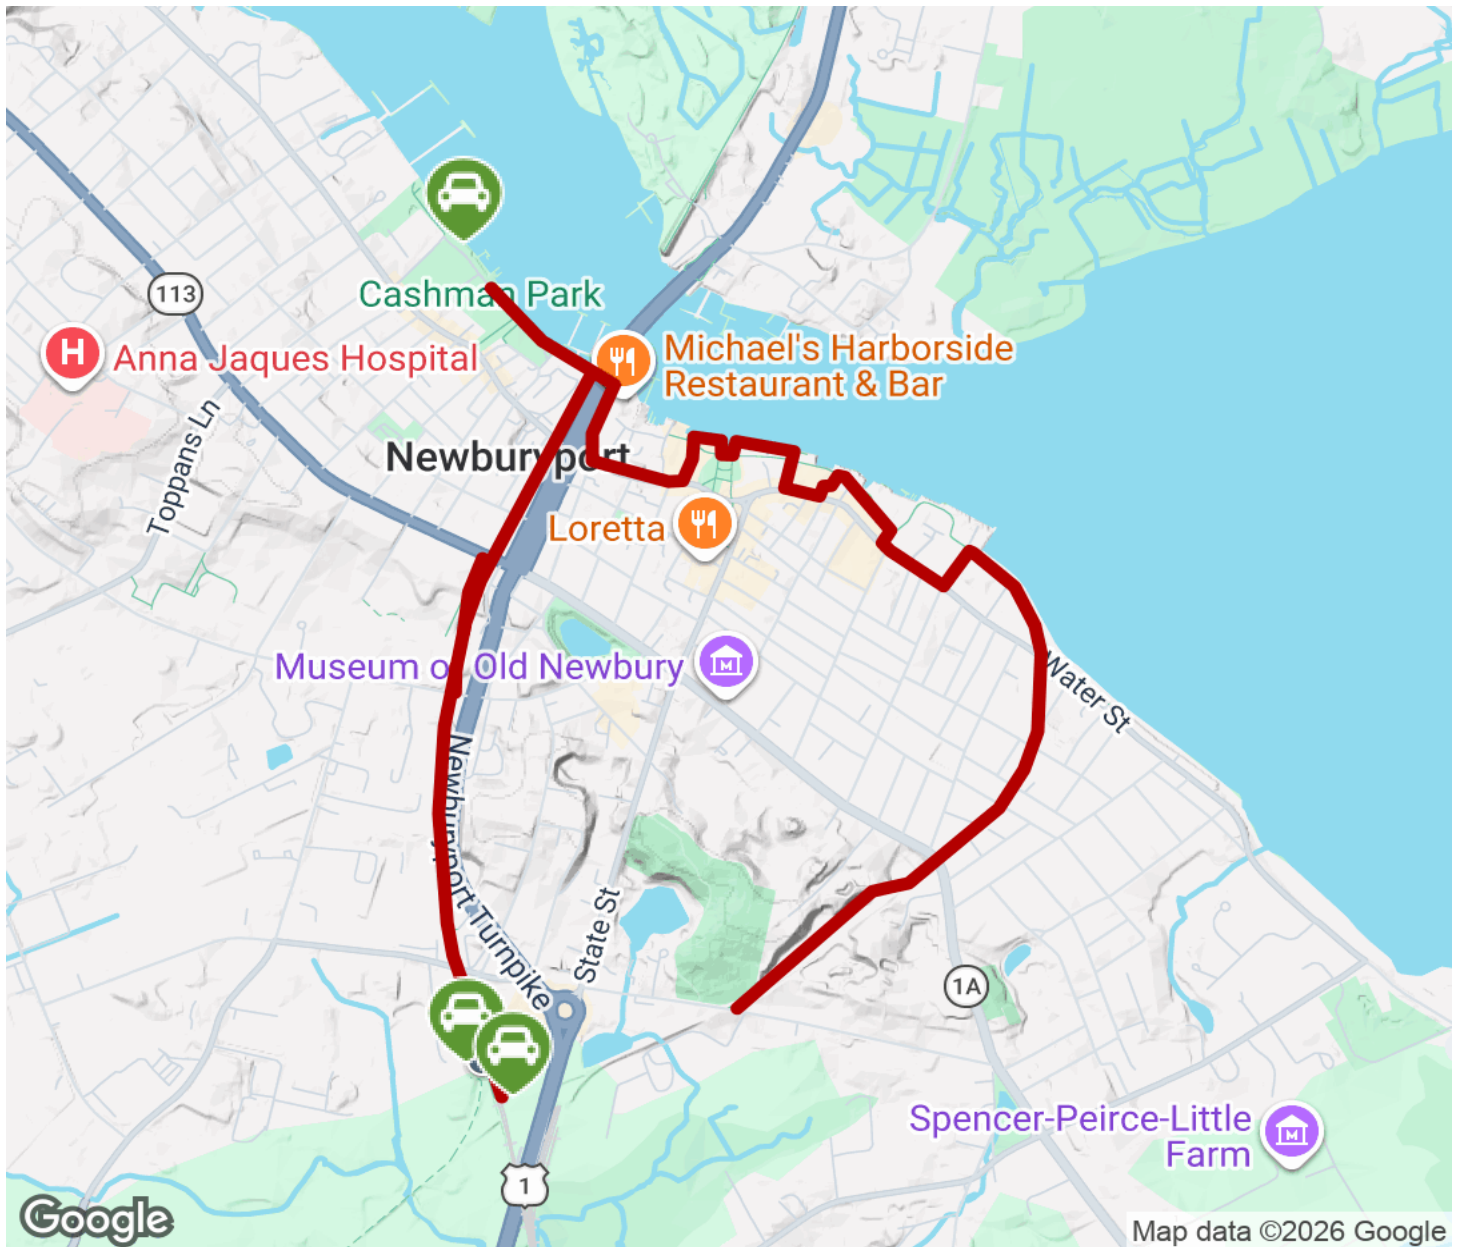 113
Cashman Park
H
Anna Jaques Hospital
Michael's Harborside
Restaurant & Bar
Toppans Ln
Newburyport
Loretta
Museum of Old Newbury
M
Water St
Newburyport Turnpike
State St
1A
Spencer-Peirce-Little
Farm
M
1
Google
Map data ©2026 Google